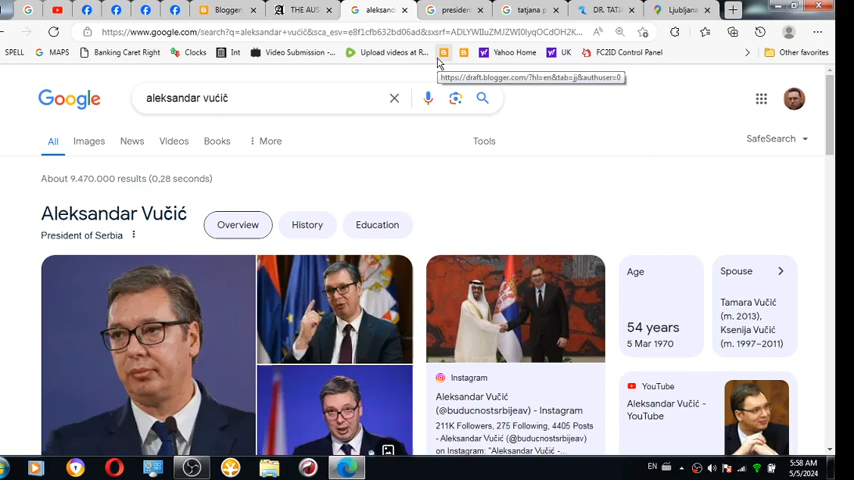 Blogger
THE AUS
aleksand
presiden
tatjana p
DR. TATJ
Ljubljana
https://www.google.com/search?q=aleksandar+vučić&sca_esv=e8f1cfb632bd06ad&sxsrf=ADLYWIuZMJZWI0lyQCdOH2K...
SPELL
MAPS
Banking Caret Right
Clocks
Int
Video Submission -...
Upload videos at R...
Yahoo Home
UK
FC2ID Control Panel
Other favorites
https://draft.blogger.com/?hl=en&tab=jj&authuser=0
Google
aleksandar vučić
All
Images
News
Videos
Books
More
Tools
SafeSearch
About 9.470.000 results (0,28 seconds)
Aleksandar Vučić
President of Serbia
Overview
History
Education
Age
54 years
5 Mar 1970
Spouse
Tamara Vučić
(m. 2013),
Ksenija Vučić
(m. 1997–2011)
Instagram
Aleksandar Vučić
(@buducnostsrbijeav) - Instagram
211K Followers, 275 Following, 4405 Posts
- Aleksandar Vučić (@buducnostsrbijeav)
on Instagram: "Aleksandar Vučić.
YouTube
Aleksandar Vučić -
YouTube
EN
5:58 AM
5/5/2024